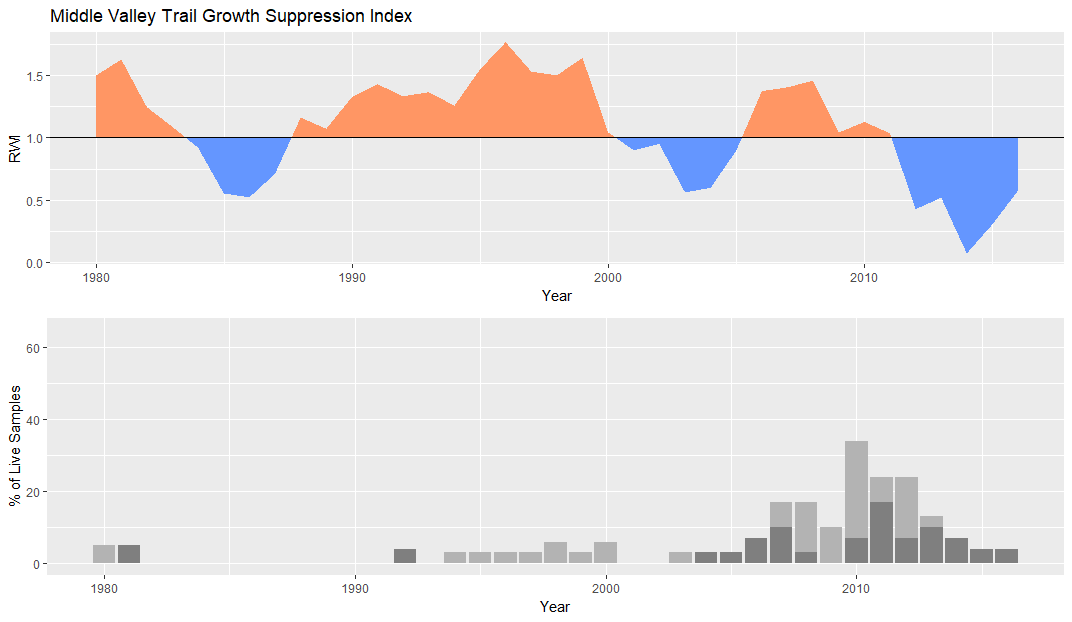 Middle Valley Trail Growth Suppression Index
RWI
1.5
1.0
0.5
0.0
1980 1990 2000 2010
Year
% of Live Samples
60
40
20
0
1980 1990 2000 2010
Year